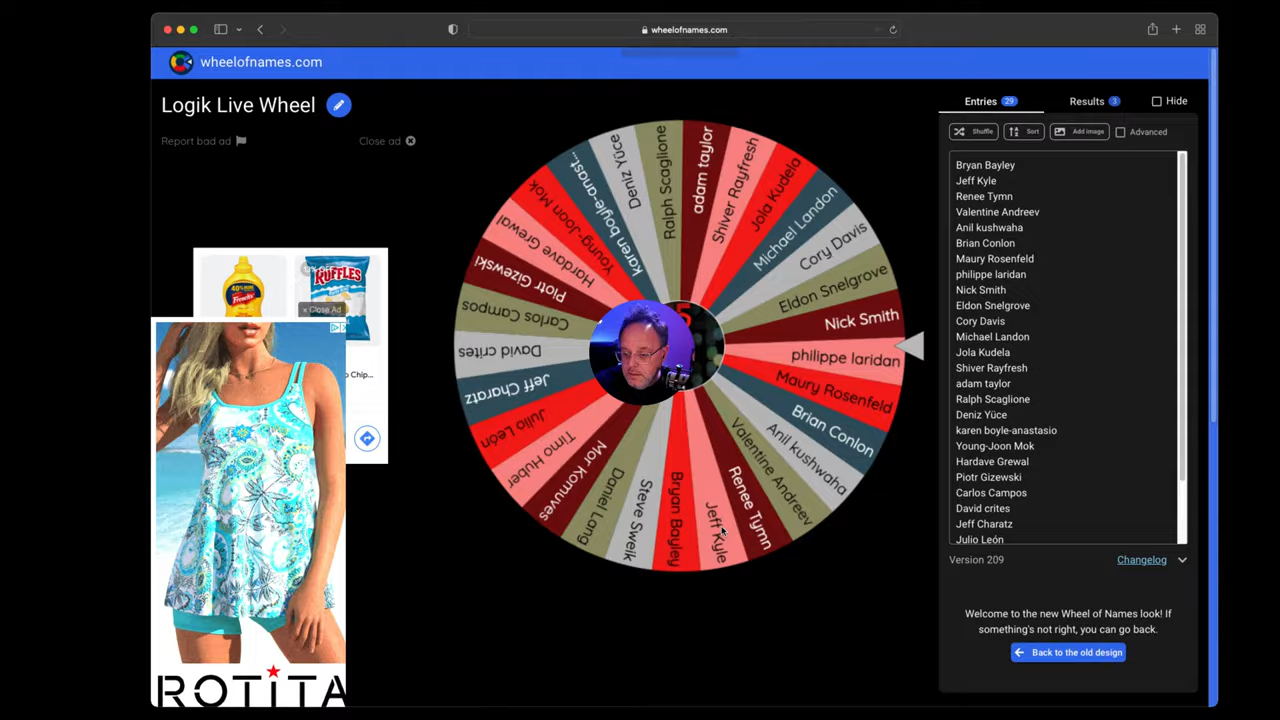 wheelofnames.com
wheelofnames.com
Logik Live Wheel
Report bad ad
Close ad
Entries 29
Results 3
Hide
Shuffle
Sort
Add image
Advanced
Bryan Bayley
Jeff Kyle
Renee Tymn
Valentine Andreev
Anil kushwaha
Brian Conlon
Maury Rosenfeld
philippe laridan
Nick Smith
Eldon Snelgrove
Cory Davis
Michael Landon
Jola Kudela
Shiver Rayfresh
adam taylor
Ralph Scaglione
Deniz Yüce
karen boyle-anastasio
Young-Joon Mok
Hardave Grewal
Piotr Gizewski
Carlos Campos
David crites
Jeff Charatz
Julio León
Version 209
Changelog
Welcome to the new Wheel of Names look! If
something's not right, you can go back.
Back to the old design
adam taylor
Shiver Rayfresh
Jola Kudela
Michael Landon
Cory Davis
Eldon Snelgrove
Nick Smith
philippe laridan
Maury Rosenfeld
Brian Conlon
Anil kushwaha
Valentine Andreev
Renee Tymn
Jeff Kyle
Bryan Bayley
Steve Sweik
Daniel Lang
Mor Komuves
Timo Huber
Julio León
Jeff Charatz
David crites
Carlos Campos
Piotr Gizewski
Hardave Grewal
Young-Joon Mok
karen boyle-anast...
Deniz Yüce
Ralph Scaglione
French's
RUFFLES
x Close Ad
Chip...
ROTITA